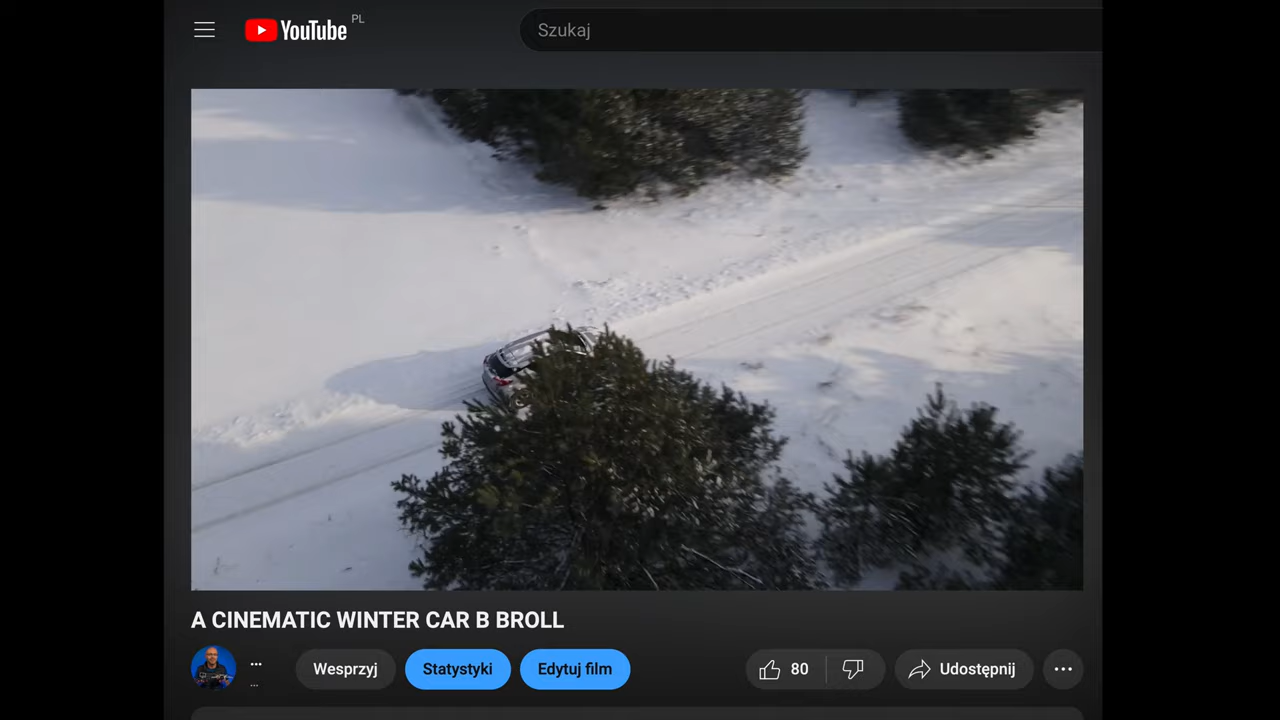 YouTube PL
Szukaj
A CINEMATIC WINTER CAR B BROLL
...
...
Wesprzyj
Statystyki
Edytuj film
80
Udostępnij